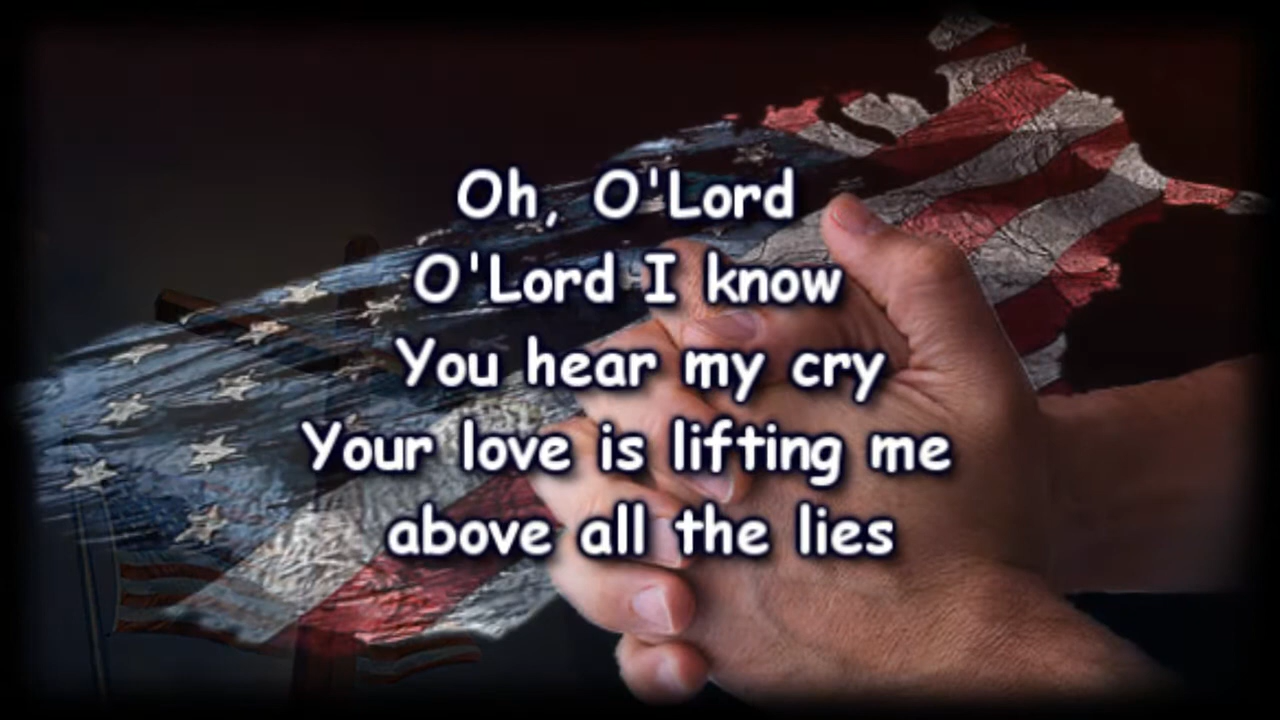 Oh, O'Lord
O'Lord I know
You hear my cry
Your love is lifting me
above all the lies